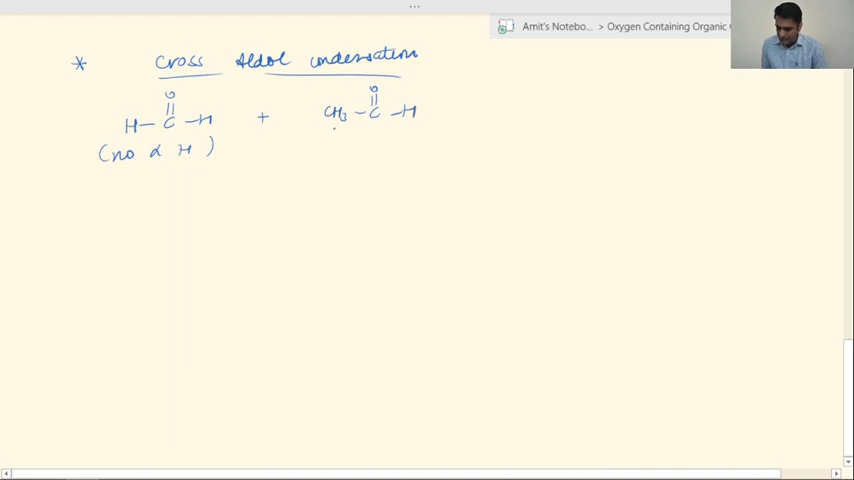 Amit's Notebo... > Oxygen Containing Organic
* Cross Aldol condensation
O O
|| ||
H - C - H + CH3 - C - H
(no α H)